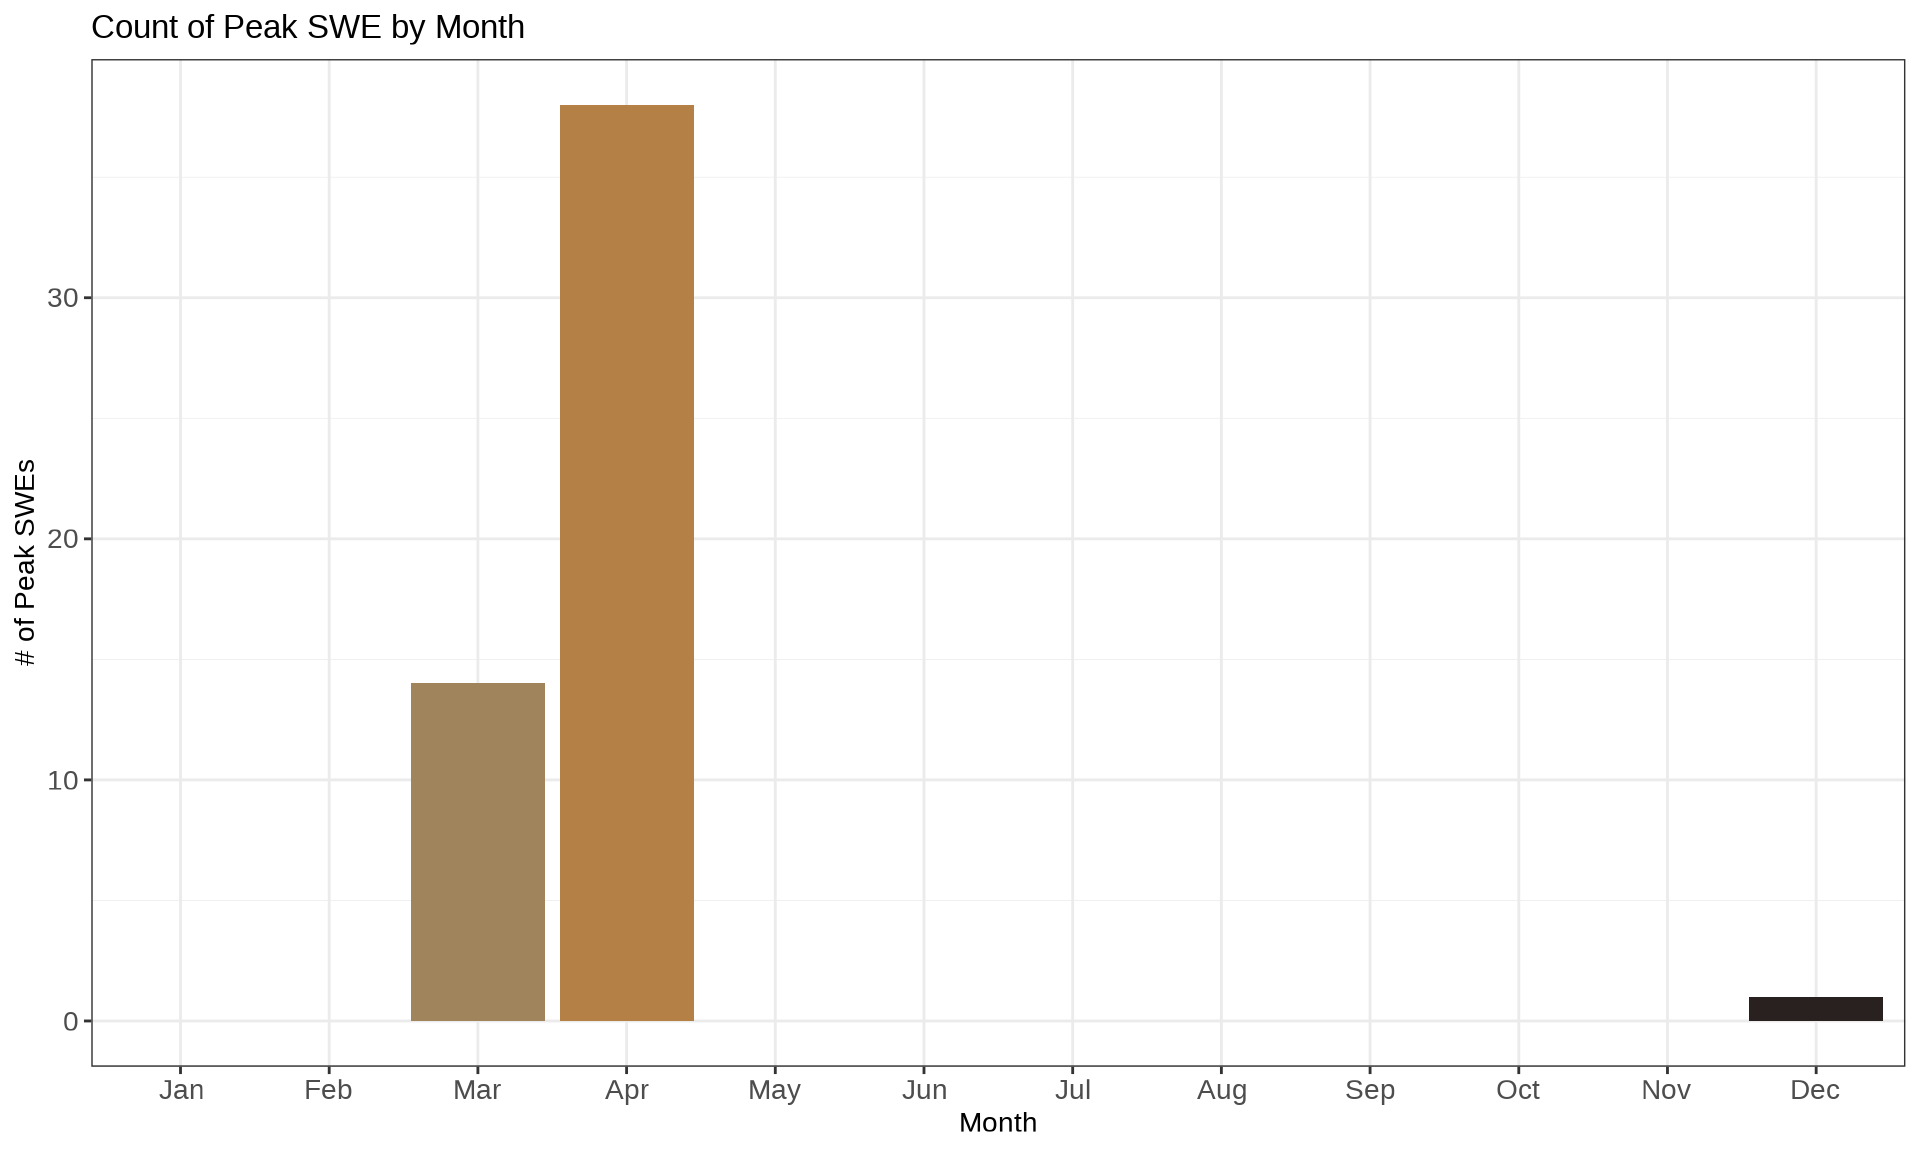 Count of Peak SWE by Month
# of Peak SWEs
30
20
10
0
Jan Feb Mar Apr May Jun Jul Aug Sep Oct Nov Dec
Month